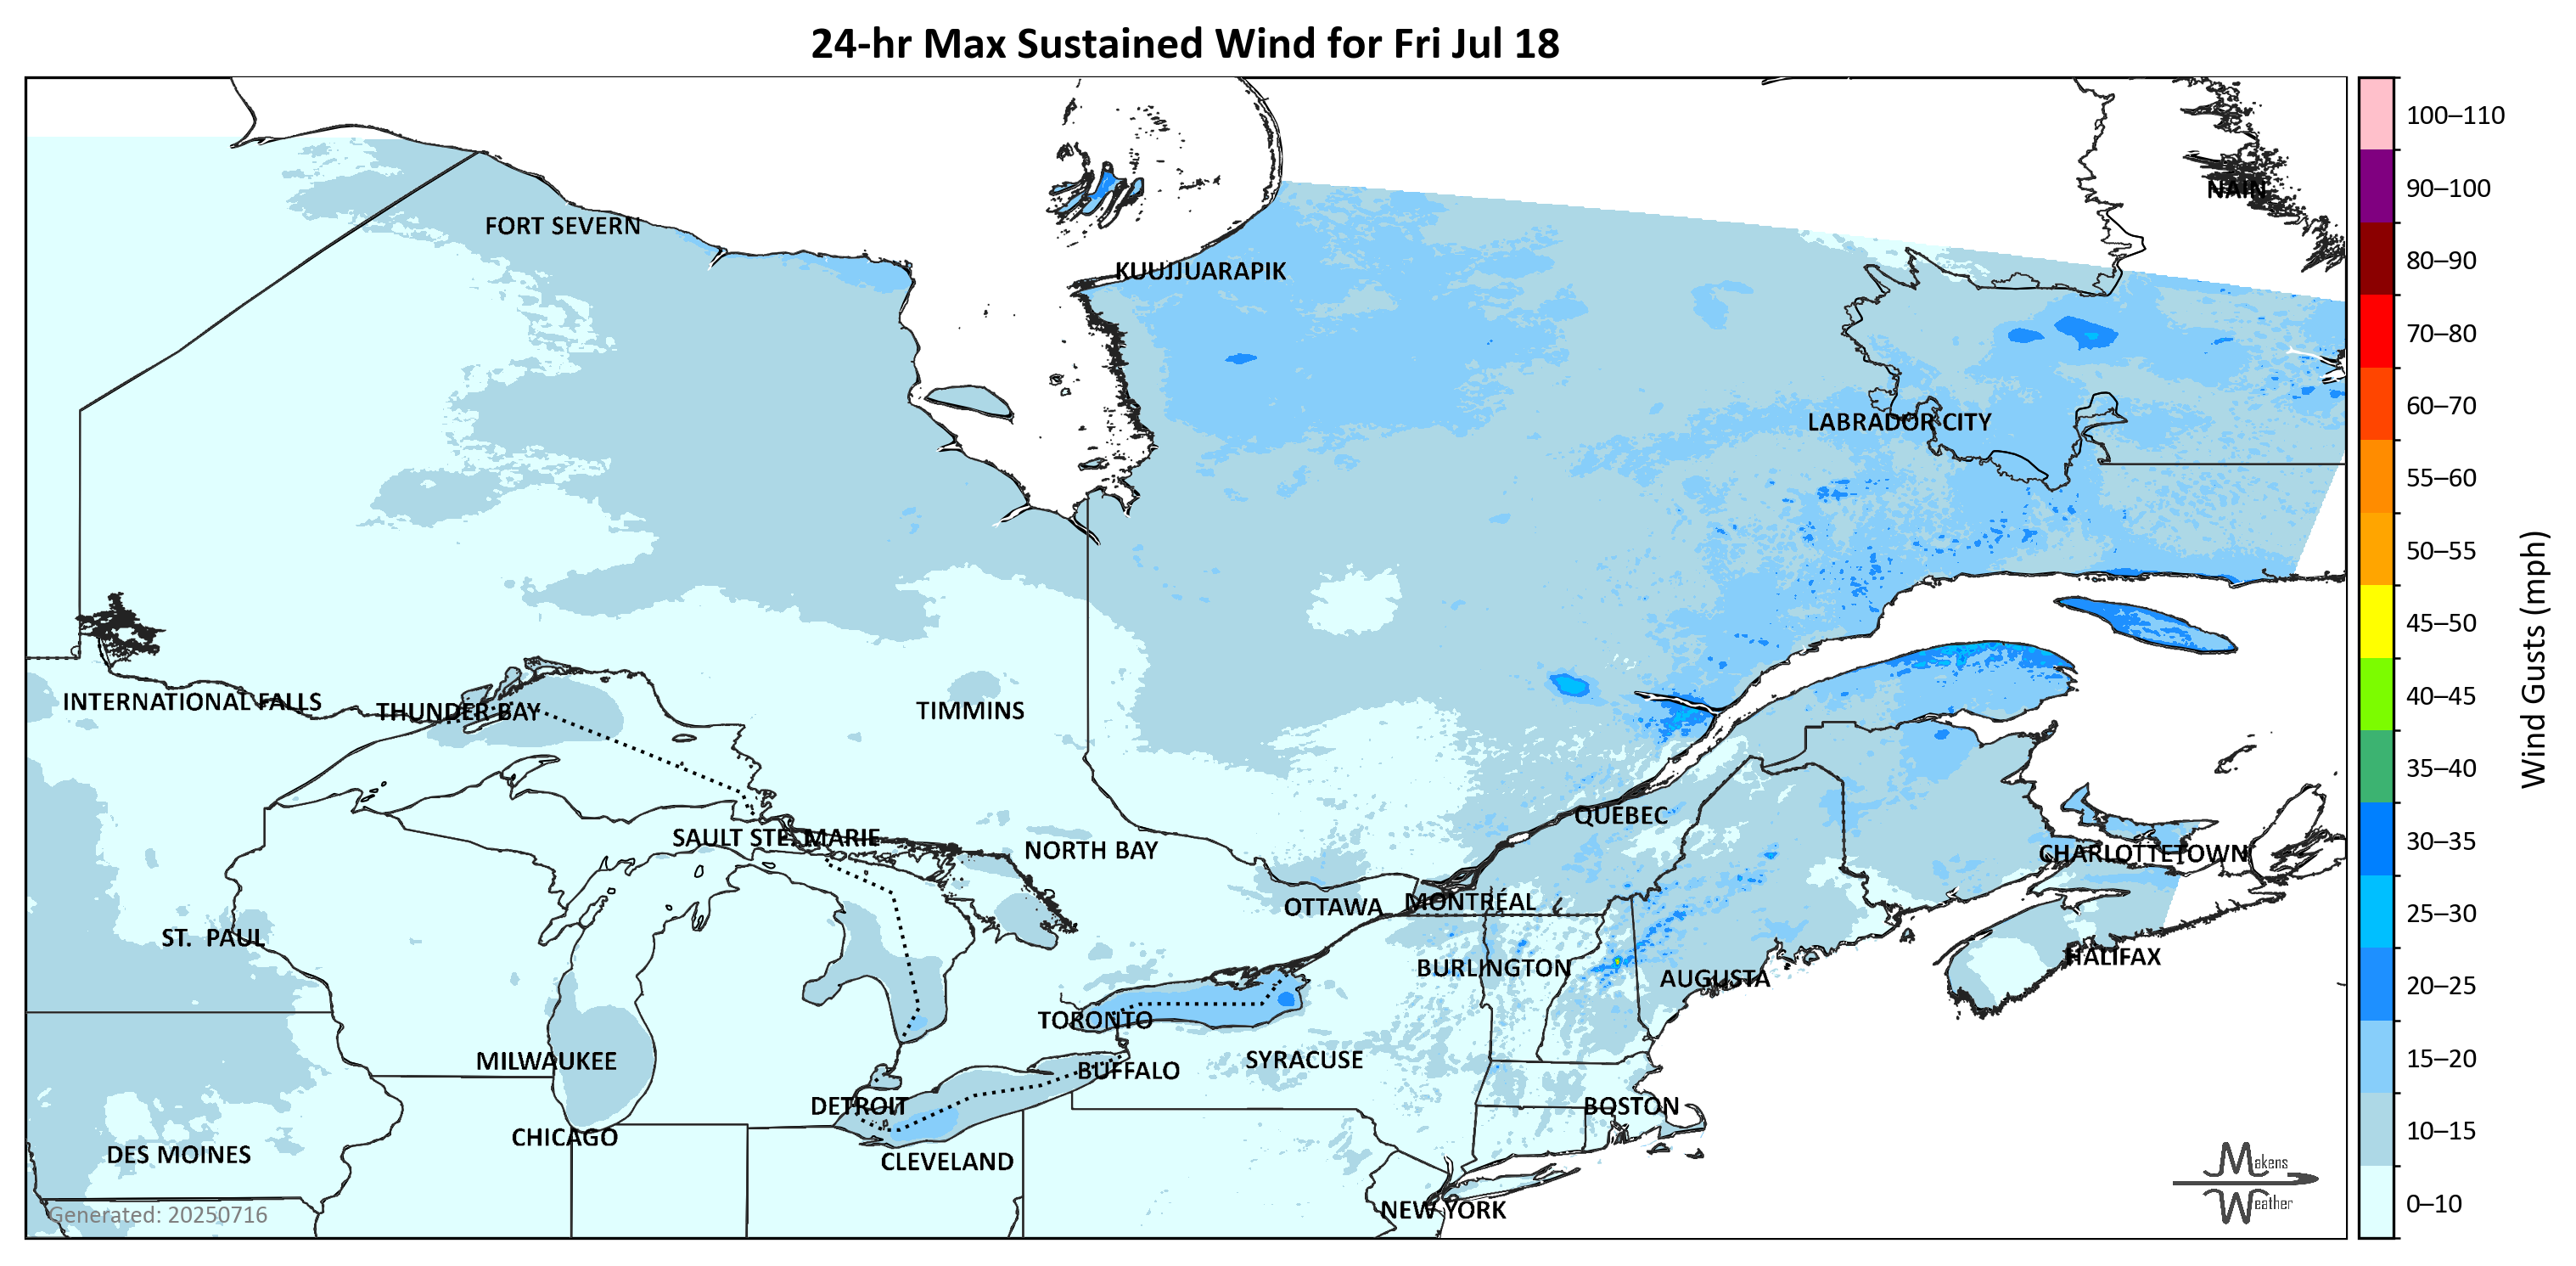 24-hr Max Sustained Wind for Fri Jul 18
100–110
NAIN
90–100
FORT SEVERN
80–90
KUUJJUARAPIK
70–80
60–70
LABRADOR CITY
55–60
50–55
45–50
Wind Gusts (mph)
INTERNATIONAL FALLS
THUNDER BAY
TIMMINS
40–45
35–40
QUÉBEC
SAULT STE. MARIE
NORTH BAY
CHARLOTTETOWN
30–35
OTTAWA
MONTRÉAL
25–30
ST. PAUL
BURLINGTON
AUGUSTA
HALIFAX
20–25
TORONTO
15–20
MILWAUKEE
BUFFALO
SYRACUSE
DETROIT
BOSTON
10–15
CHICAGO
DES MOINES
CLEVELAND
Makens
Weather
0–10
NEW YORK
Generated: 20250716